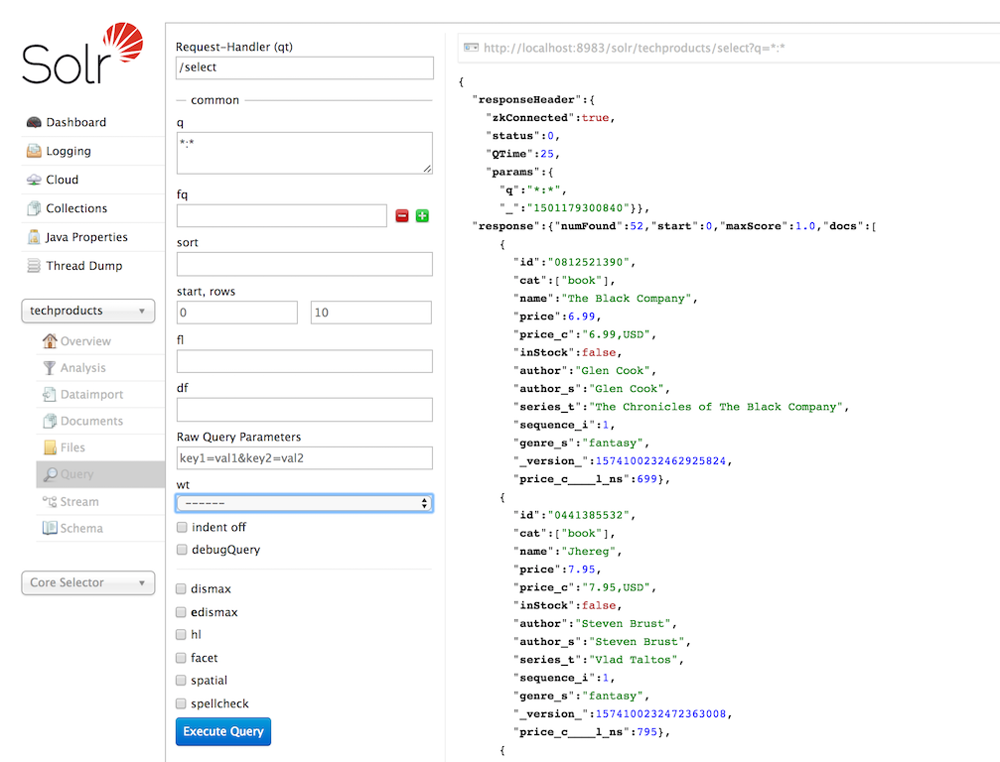 Solr
Dashboard
Logging
Cloud
Collections
Java Properties
Thread Dump
techproducts
Overview
Analysis
Dataimport
Documents
Files
Query
Stream
Schema
Core Selector
Request-Handler (qt)
/select
common
q
*:*
fq
sort
start, rows
0 10
fl
df
Raw Query Parameters
key1=val1&key2=val2
wt
------
indent off
debugQuery
dismax
edismax
hl
facet
spatial
spellcheck
Execute Query
http://localhost:8983/solr/techproducts/select?q=*:*
{
"responseHeader":{
"zkConnected":true,
"status":0,
"QTime":25,
"params":{
"q":"*:*",
"_":"1501179300840"}},
"response":{"numFound":52,"start":0,"maxScore":1.0,"docs":[
{
"id":"0812521390",
"cat":["book"],
"name":"The Black Company",
"price":6.99,
"price_c":"6.99,USD",
"inStock":false,
"author":"Glen Cook",
"author_s":"Glen Cook",
"series_t":"The Chronicles of The Black Company",
"sequence_i":1,
"genre_s":"fantasy",
"_version_":1574100232462925824,
"price_c____l_ns":699},
{
"id":"0441385532",
"cat":["book"],
"name":"Jhereg",
"price":7.95,
"price_c":"7.95,USD",
"inStock":false,
"author":"Steven Brust",
"author_s":"Steven Brust",
"series_t":"Vlad Taltos",
"sequence_i":1,
"genre_s":"fantasy",
"_version_":1574100232472363008,
"price_c____l_ns":795},
{